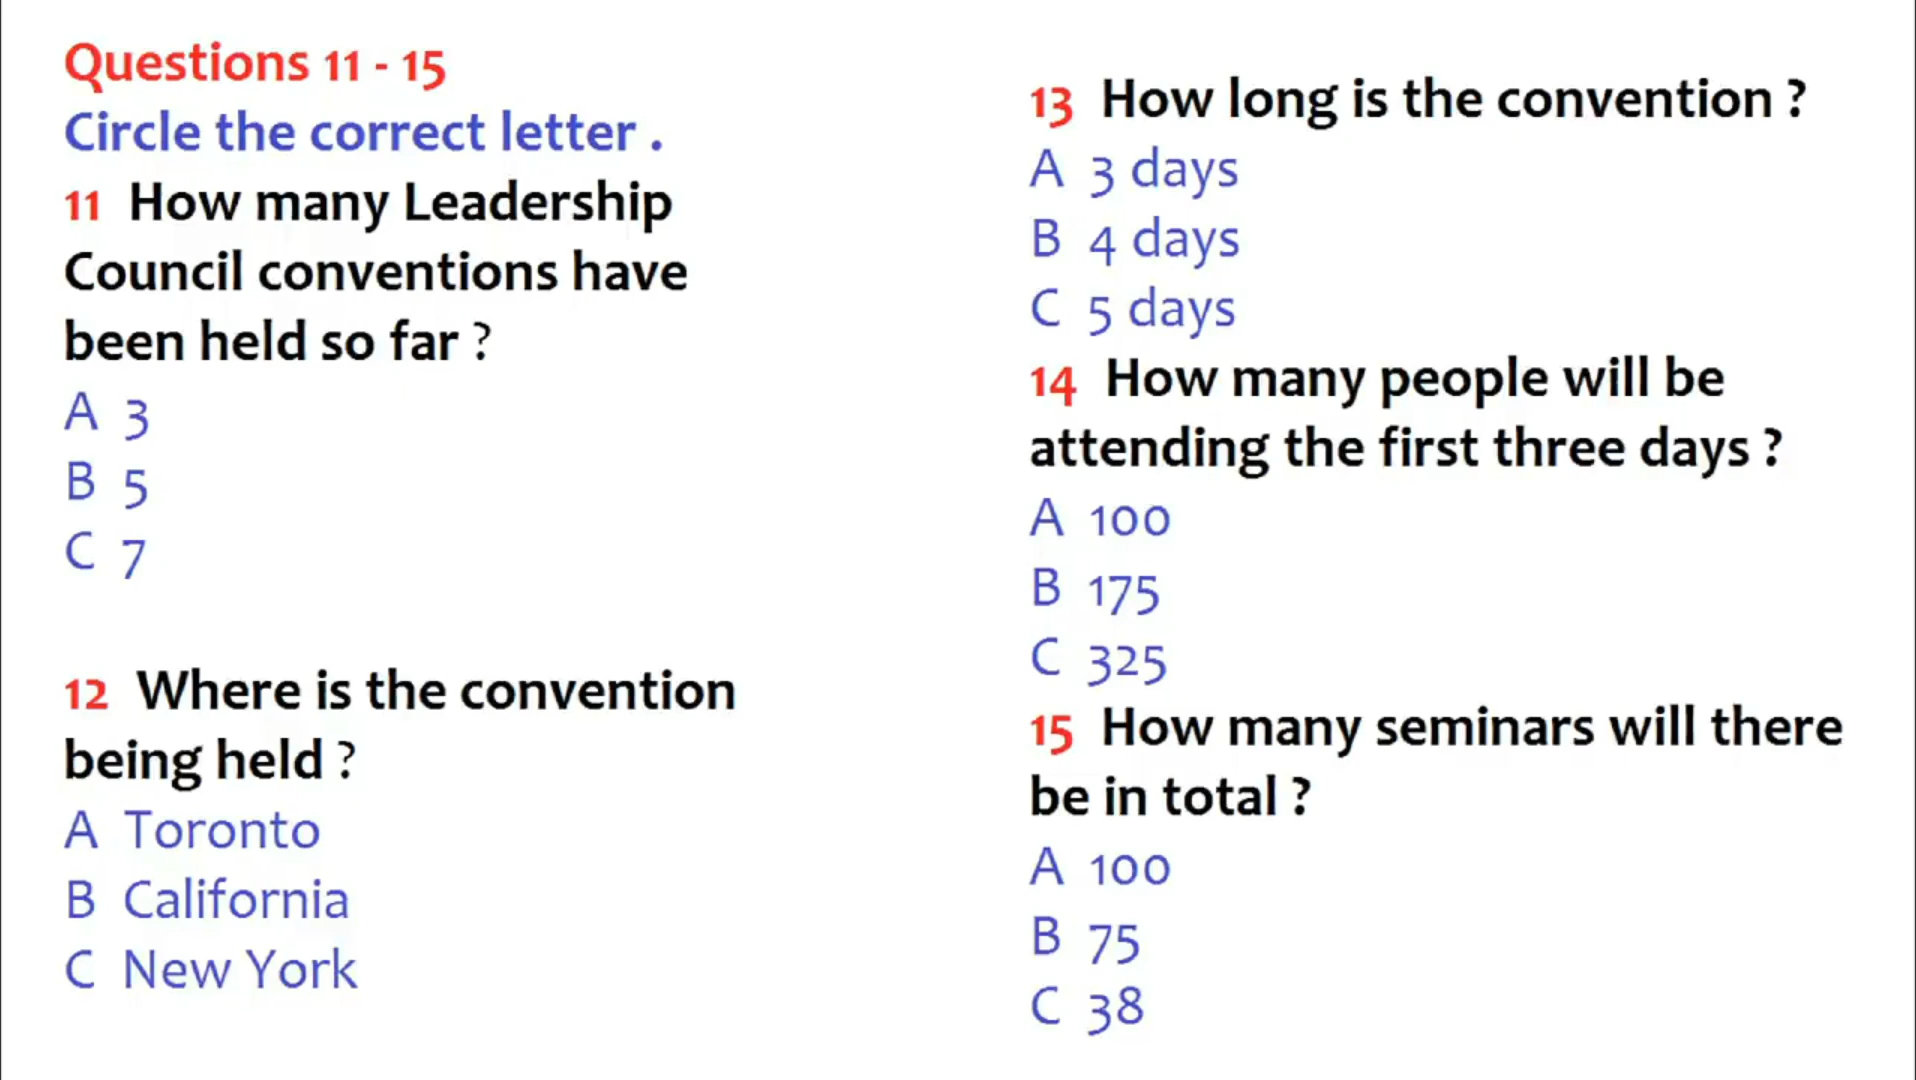 Questions 11 - 15
Circle the correct letter .
11 How many Leadership
Council conventions have
been held so far ?
A 3
B 5
C 7
12 Where is the convention
being held ?
A Toronto
B California
C New York
13 How long is the convention ?
A 3 days
B 4 days
C 5 days
14 How many people will be
attending the first three days ?
A 100
B 175
C 325
15 How many seminars will there
be in total ?
A 100
B 75
C 38